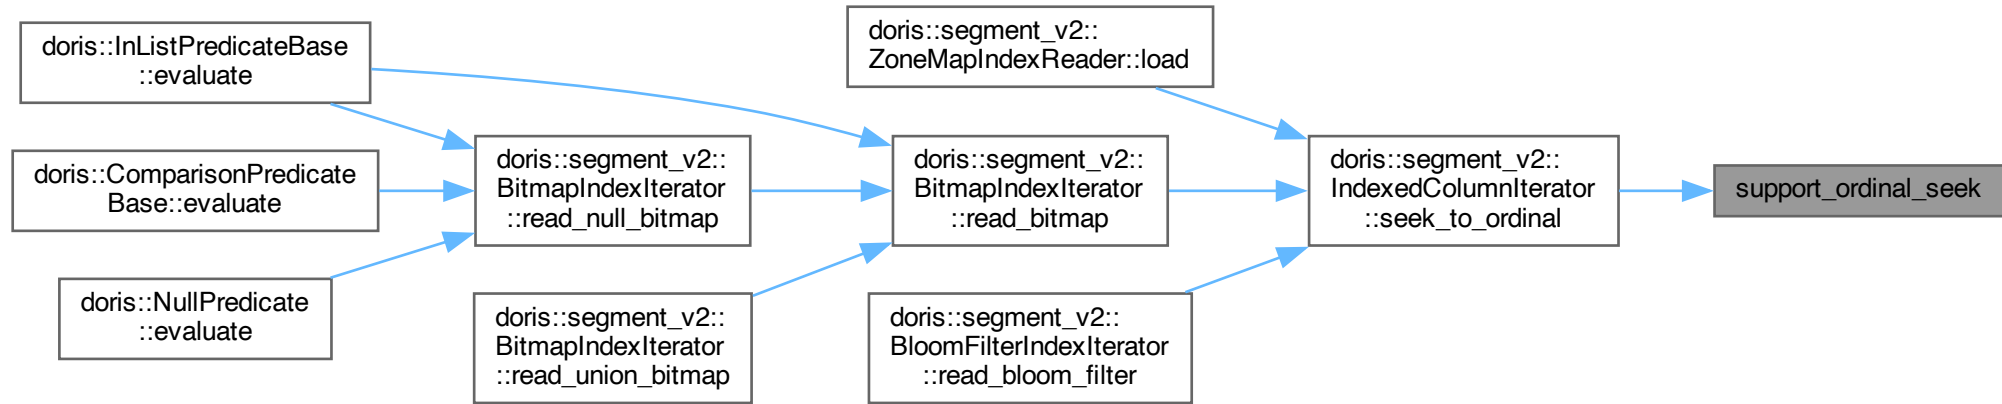 doris::InListPredicateBase
::evaluate
doris::ComparisonPredicate
Base::evaluate
doris::NullPredicate
::evaluate
doris::segment_v2::
BitmapIndexIterator
::read_null_bitmap
doris::segment_v2::
BitmapIndexIterator
::read_union_bitmap
doris::segment_v2::
ZoneMapIndexReader::load
doris::segment_v2::
BitmapIndexIterator
::read_bitmap
doris::segment_v2::
BloomFilterIndexIterator
::read_bloom_filter
doris::segment_v2::
IndexedColumnIterator
::seek_to_ordinal
support_ordinal_seek